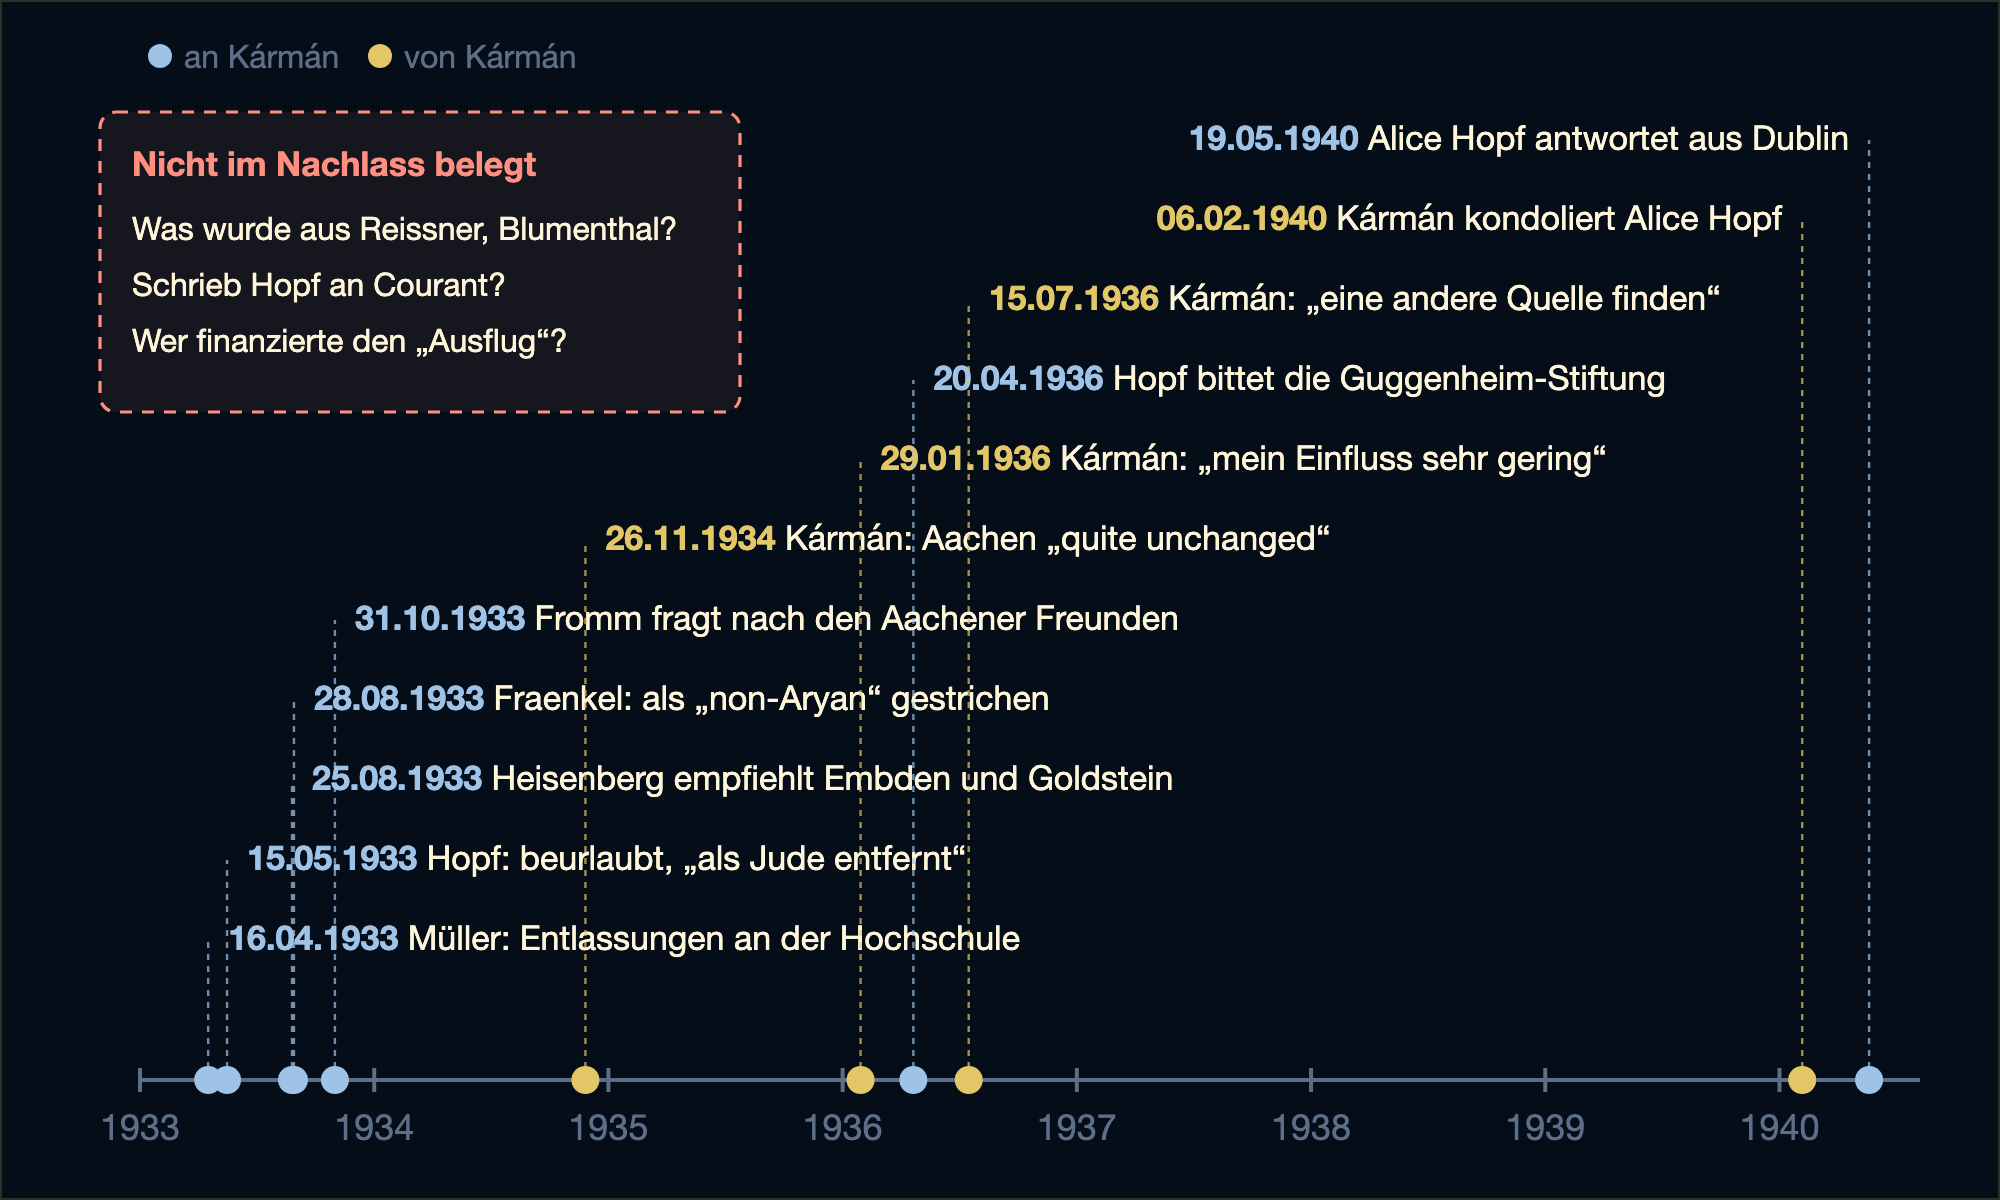 an Kármán
von Kármán
Nicht im Nachlass belegt
Was wurde aus Reissner, Blumenthal?
Schrieb Hopf an Courant?
Wer finanzierte den „Ausflug“?
19.05.1940 Alice Hopf antwortet aus Dublin
06.02.1940 Kármán kondoliert Alice Hopf
15.07.1936 Kármán: „eine andere Quelle finden“
20.04.1936 Hopf bittet die Guggenheim-Stiftung
29.01.1936 Kármán: „mein Einfluss sehr gering“
26.11.1934 Kármán: Aachen „quite unchanged“
31.10.1933 Fromm fragt nach den Aachener Freunden
28.08.1933 Fraenkel: als „non-Aryan“ gestrichen
25.08.1933 Heisenberg empfiehlt Embden und Goldstein
15.05.1933 Hopf: beurlaubt, „als Jude entfernt“
16.04.1933 Müller: Entlassungen an der Hochschule
1933
1934
1935
1936
1937
1938
1939
1940